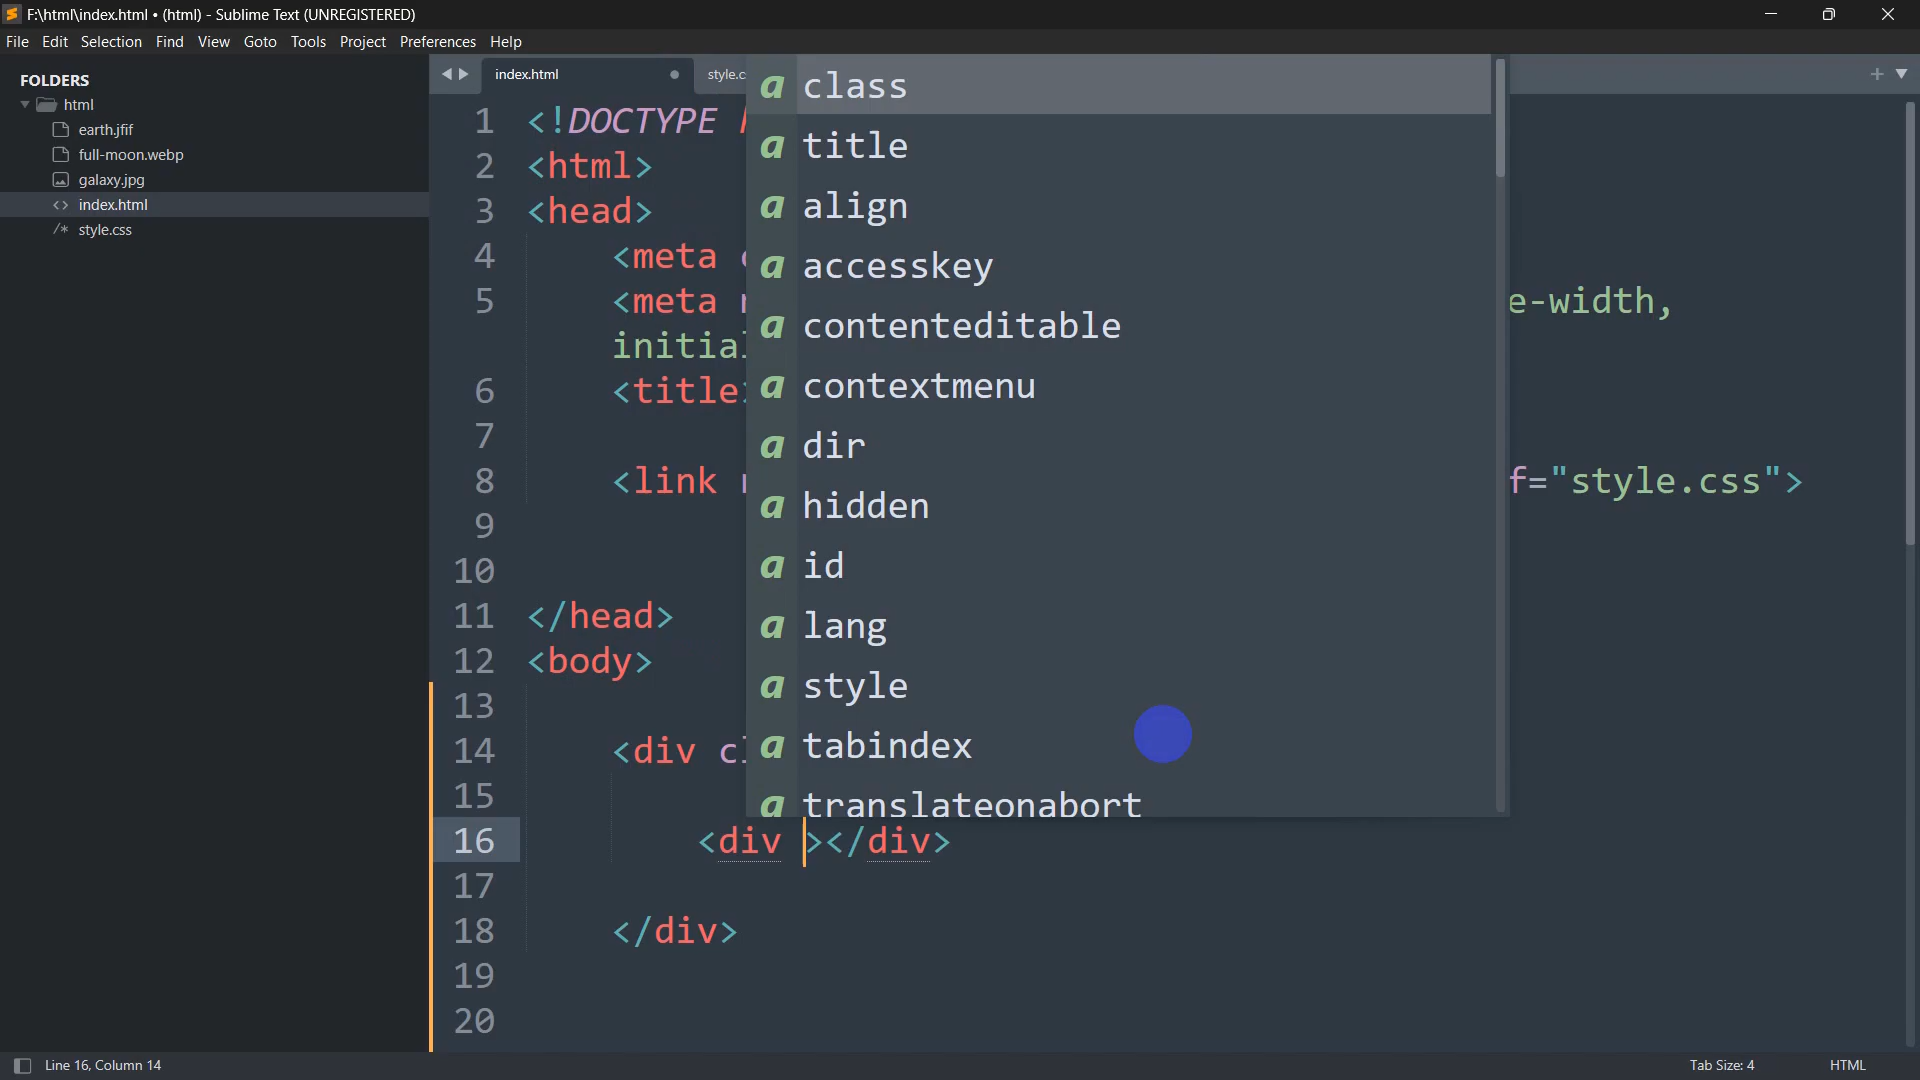 F:\html\index.html • (html) - Sublime Text (UNREGISTERED)
File Edit Selection Find View Goto Tools Project Preferences Help
FOLDERS
html
earth.jfif
full-moon.webp
galaxy.jpg
<> index.html
/* style.css
index.html style.c
1 <!DOCTYPE
2 <html>
3 <head>
4 <meta
5 <meta e-width,
initial
6 <title>
7
8 <link f="style.css">
9
10
11 </head>
12 <body>
13
14 <div cl
15
16 <div ></div>
17
18 </div>
19
20
a class
a title
a align
a accesskey
a contenteditable
a contextmenu
a dir
a hidden
a id
a lang
a style
a tabindex
a translateonabort
Line 16, Column 14 Tab Size: 4 HTML